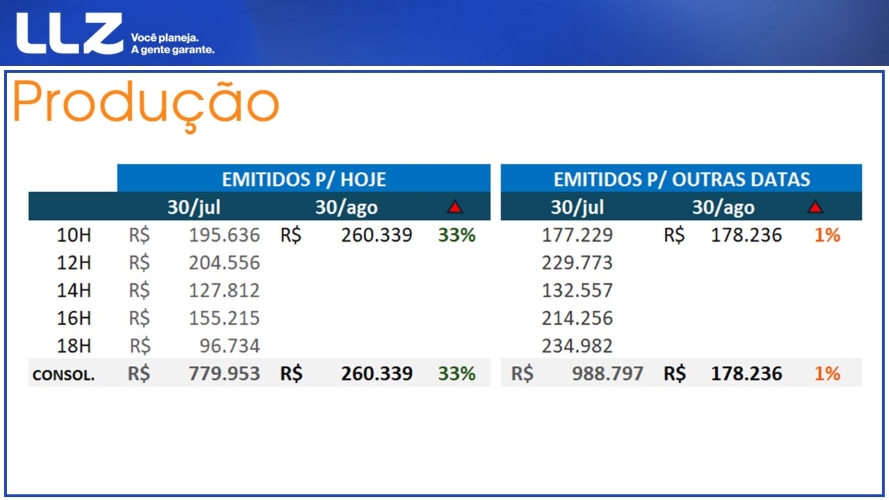 LLZ
Você planeja.
A gente garante.
Produção
EMITIDOS P/ HOJE EMITIDOS P/ OUTRAS DATAS
30/jul 30/ago 30/jul 30/ago
10H R$ 195.636 R$ 260.339 33% 177.229 R$ 178.236 1%
12H R$ 204.556 229.773
14H R$ 127.812 132.557
16H R$ 155.215 214.256
18H R$ 96.734 234.982
CONSOL. R$ 779.953 R$ 260.339 33% R$ 988.797 R$ 178.236 1%